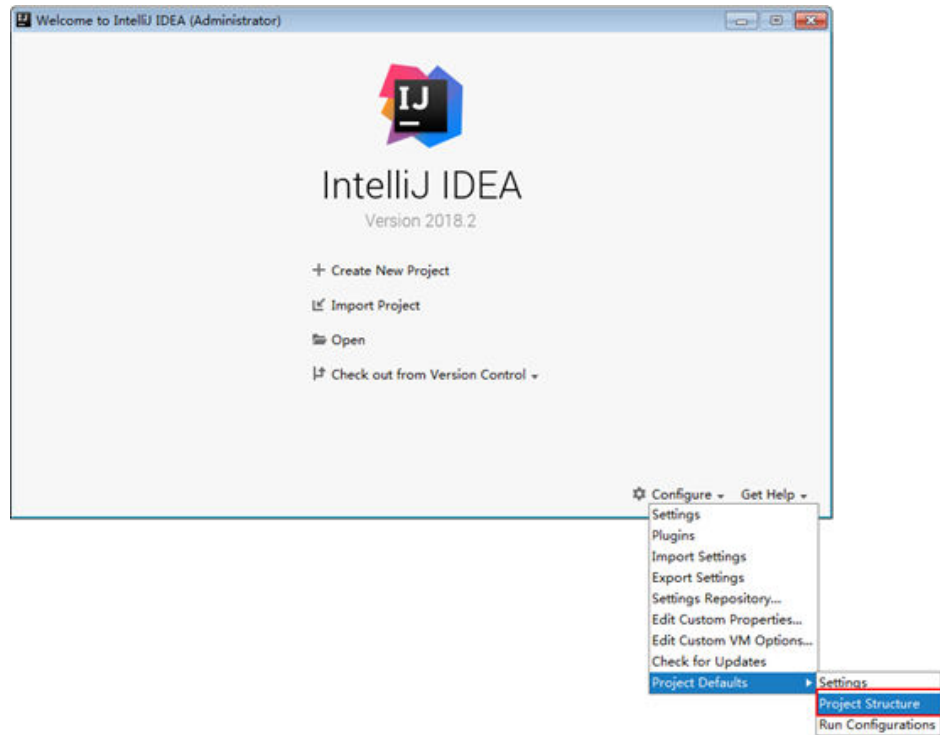 Welcome to IntelliJ IDEA (Administrator)
IJ
IntelliJ IDEA
Version 2018.2
Create New Project
Import Project
Open
Check out from Version Control
Configure Get Help
Settings
Plugins
Import Settings
Export Settings
Settings Repository...
Edit Custom Properties...
Edit Custom VM Options...
Check for Updates
Project Defaults Settings
Project Structure
Run Configurations